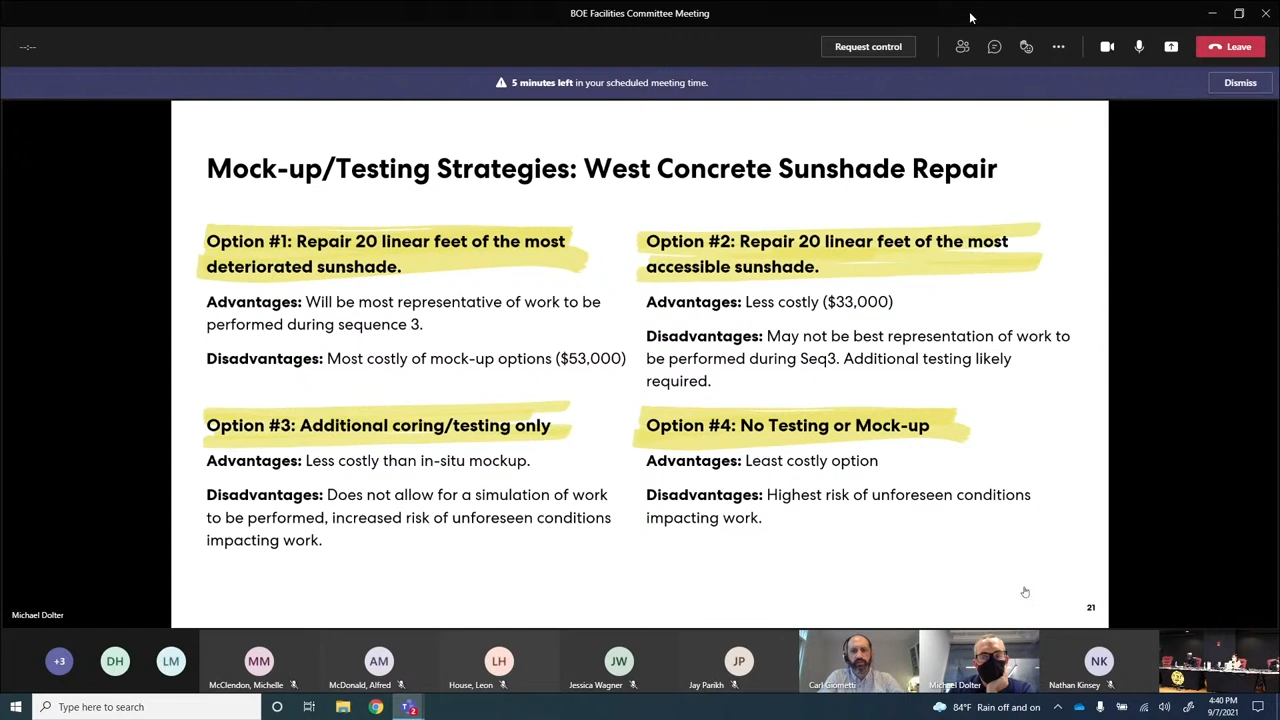 BOE Facilities Committee Meeting
--:--
Request control
Leave
5 minutes left in your scheduled meeting time.
Dismiss
Mock-up/Testing Strategies: West Concrete Sunshade Repair
Option #1: Repair 20 linear feet of the most
deteriorated sunshade.
Advantages: Will be most representative of work to be
performed during sequence 3.
Disadvantages: Most costly of mock-up options ($53,000)
Option #2: Repair 20 linear feet of the most
accessible sunshade.
Advantages: Less costly ($33,000)
Disadvantages: May not be best representation of work to
be performed during Seq3. Additional testing likely
required.
Option #3: Additional coring/testing only
Advantages: Less costly than in-situ mockup.
Disadvantages: Does not allow for a simulation of work
to be performed, increased risk of unforeseen conditions
impacting work.
Option #4: No Testing or Mock-up
Advantages: Least costly option
Disadvantages: Highest risk of unforeseen conditions
impacting work.
21
Michael Dolter
+3
DH
LM
MM
AM
LH
JW
JP
NK
McClendon, Michelle
McDonald, Alfred
House, Leon
Jessica Wagner
Jay Parikh
Carl Giometti
Michael Dolter
Nathan Kinsey
Type here to search
2
84°F Rain off and on
4:40 PM
9/7/2021